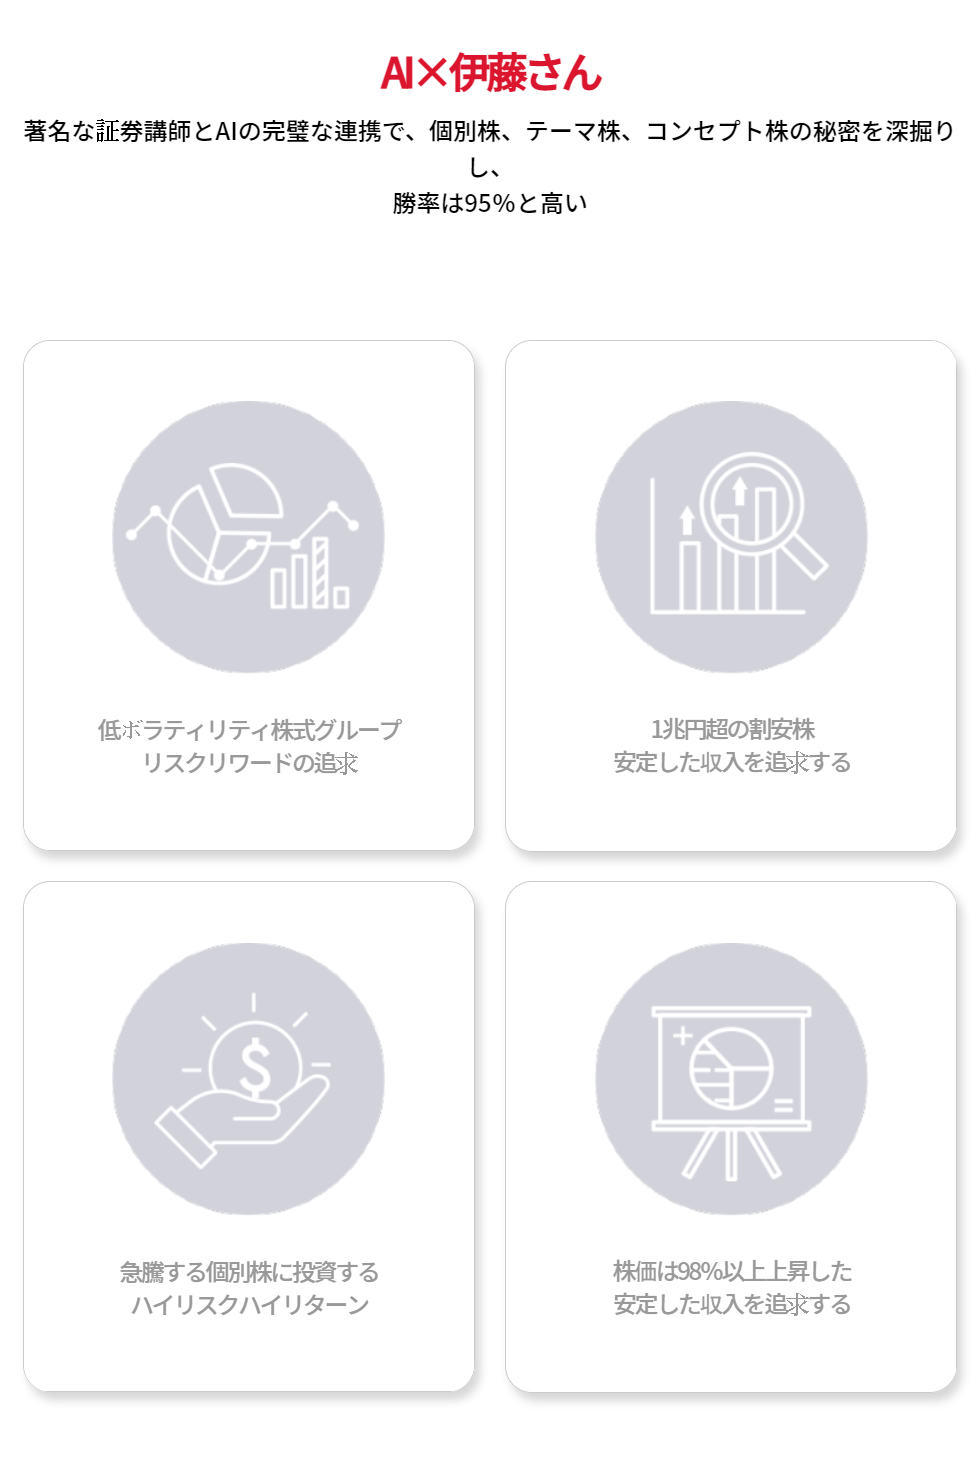 AI×伊藤さん
著名な証券講師とAIの完璧な連携で、個別株、テーマ株、コンセプト株の秘密を深掘り
し、
勝率は95%と高い
低ボラティリティ株式グループ
リスクリワードの追求
1兆円超の割安株
安定した収入を追求する
急騰する個別株に投資する
ハイリスクハイリターン
株価は98%以上上昇した
安定した収入を追求する